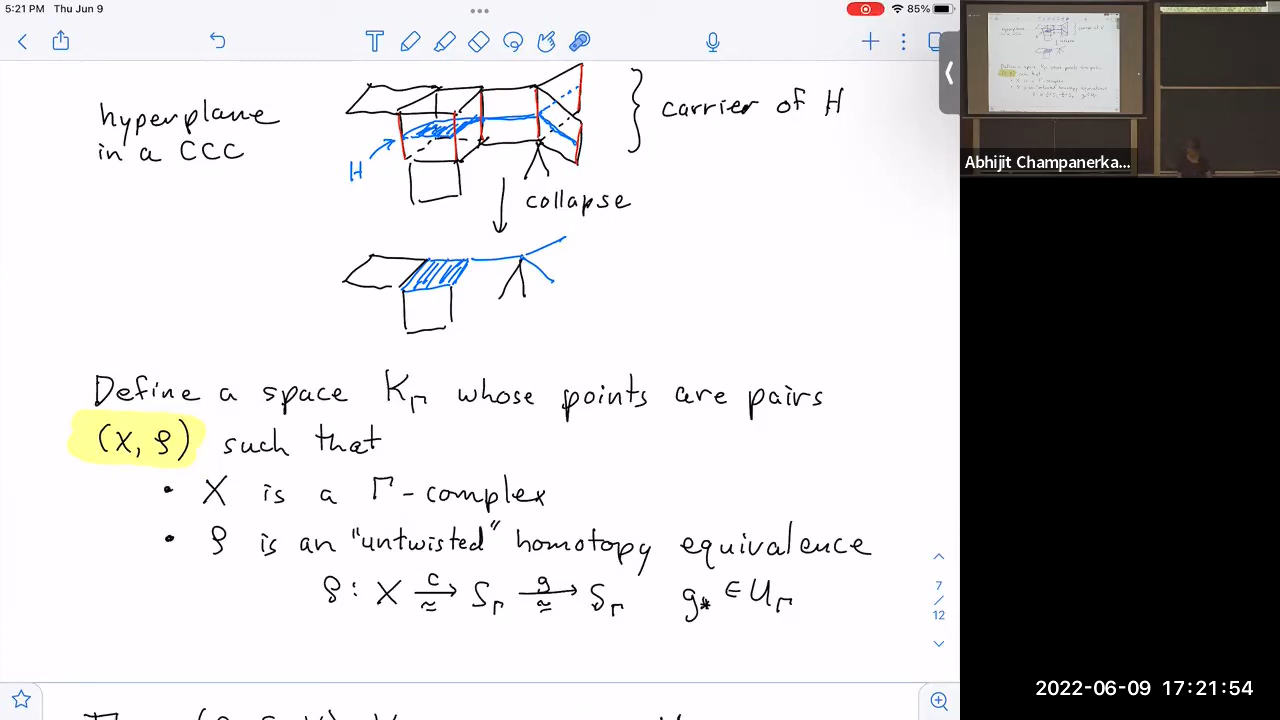 5:21 PM Thu Jun 9
85%
hyperplane
in a CCC
H
carrier of H
collapse
Define a space K_Γ whose points are pairs
(X, ρ) such that
• X is a Γ-complex
• ρ is an "untwisted" homotopy equivalence
ρ: X →^c_≃ S_Γ →^g_≃ S_Γ g_* ∈ U_Γ
7
/
12
Abhijit Champanerka...
2022-06-09 17:21:54